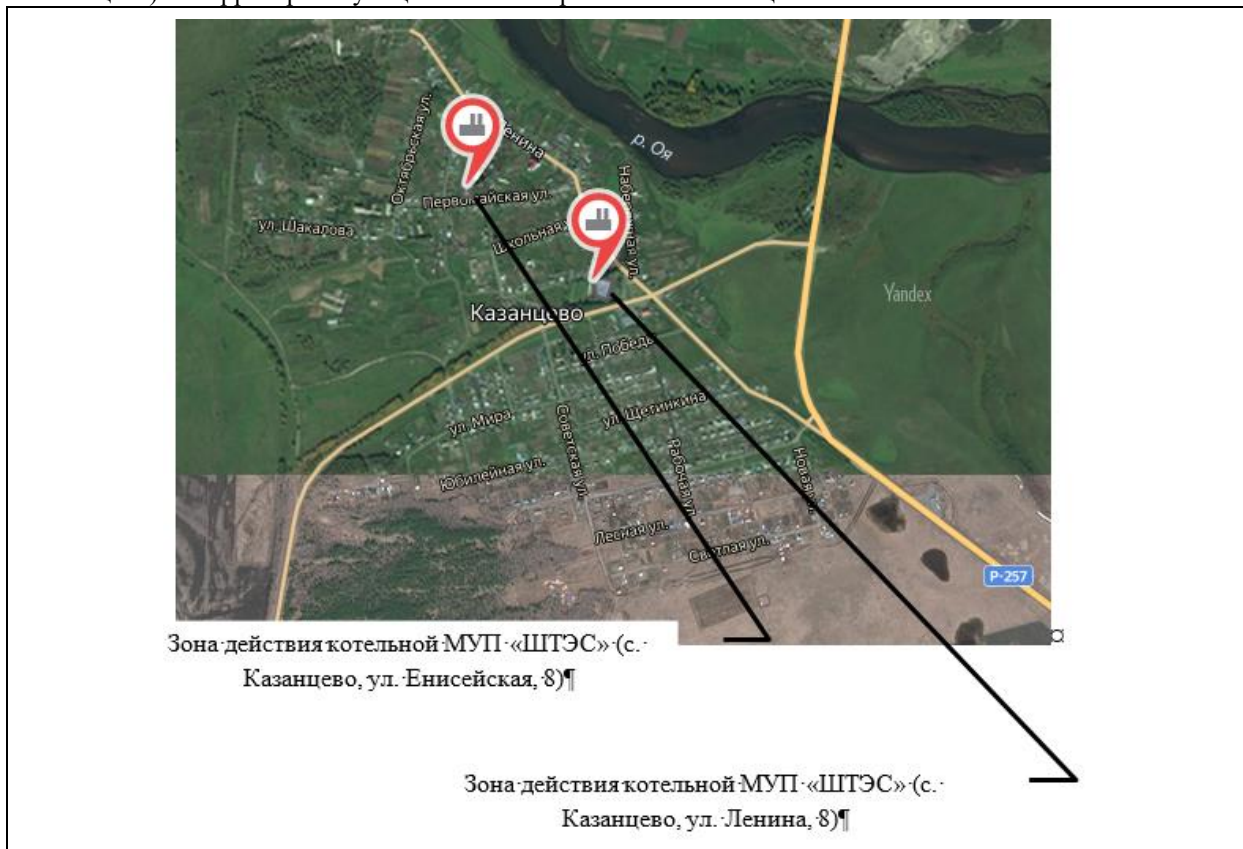 Октябрьская ул.
Ленина
р. Оя
Набережная ул.
Первомайская ул.
ул. Шакалова
Школьная
Yandex
Казанцево
ул. Победы
ул. Щетинкина
ул. Мира
Советская ул.
Рабочая ул.
Новая ул.
Юбилейная ул.
Лесная ул.
Светлая ул.
Р-257
Зона действия котельной МУП «ШТЭС» (с.
Казанцево, ул. Енисейская, 8)¶
Зона действия котельной МУП «ШТЭС» (с.
Казанцево, ул. Ленина, 8)¶